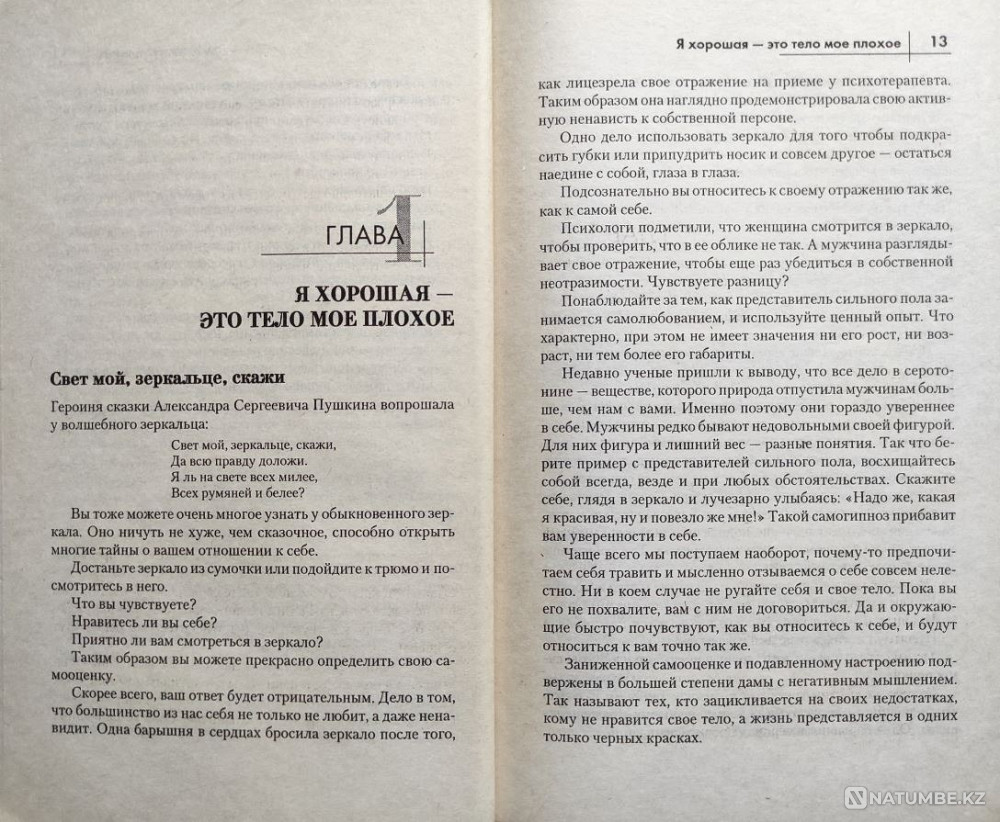 ГЛАВА 1
Я ХОРОШАЯ —
ЭТО ТЕЛО МОЕ ПЛОХОЕ
Свет мой, зеркальце, скажи
Героиня сказки Александра Сергеевича Пушкина вопрошала
у волшебного зеркальца:
Свет мой, зеркальце, скажи,
Да всю правду доложи.
Я ль на свете всех милее,
Всех румяней и белее?
Вы тоже можете очень многое узнать у обыкновенного зер-
кала. Оно ничуть не хуже, чем сказочное, способно открыть
многие тайны о вашем отношении к себе.
Достаньте зеркало из сумочки или подойдите к трюмо и по-
смотритесь в него.
Что вы чувствуете?
Нравитесь ли вы себе?
Приятно ли вам смотреться в зеркало?
Таким образом вы можете прекрасно определить свою са-
мооценку.
Скорее всего, ваш ответ будет отрицательным. Дело в том,
что большинство из нас себя не только не любит, а даже нена-
видит. Одна барышня в сердцах бросила зеркало после того,
Я хорошая — это тело мое плохое 13
как лицезрела свое отражение на приеме у психотерапевта.
Таким образом она наглядно продемонстрировала свою актив-
ную ненависть к собственной персоне.
Одно дело использовать зеркало для того чтобы подкра-
сить губки или припудрить носик и совсем другое — остаться
наедине с собой, глаза в глаза.
Подсознательно вы относитесь к своему отражению так же,
как к самой себе.
Психологи подметили, что женщина смотрится в зеркало,
чтобы проверить, что в ее облике не так. А мужчина разгляды-
вает свое отражение, чтобы еще раз убедиться в собственной
неотразимости. Чувствуете разницу?
Понаблюдайте за тем, как представитель сильного пола за-
нимается самолюбованием, и используйте ценный опыт. Что
характерно, при этом не имеет значения ни его рост, ни воз-
раст, ни тем более его габариты.
Недавно ученые пришли к выводу, что все дело в серото-
нине — веществе, которого природа отпустила мужчинам боль-
ше, чем нам с вами. Именно поэтому они гораздо увереннее
в себе. Мужчины редко бывают недовольными своей фигурой.
Для них фигура и лишний вес — разные понятия. Так что бе-
рите пример с представителей сильного пола, восхищайтесь
собой всегда, везде и при любых обстоятельствах. Скажите
себе, глядя в зеркало и лучезарно улыбаясь: «Надо же, какая
я красивая, ну и повезло же мне!» Такой самогипноз прибавит
вам уверенности в себе.
Чаще всего мы поступаем наоборот, почему-то предпочи-
таем себя травить и мысленно отзываемся о себе совсем неле-
стно. Ни в коем случае не ругайте себя и свое тело. Пока вы
его не похвалите, вам с ним не договориться. Да и окружаю-
щие быстро почувствуют, как вы относитесь к себе, и будут
относиться к вам точно так же.
Заниженной самооценке и подавленному настроению под-
вержены в большей степени дамы с негативным мышлением.
Так называют тех, кто зацикливается на своих недостатках,
кому не нравится свое тело, а жизнь представляется в одних
только черных красках.
NATUMBE.KZ